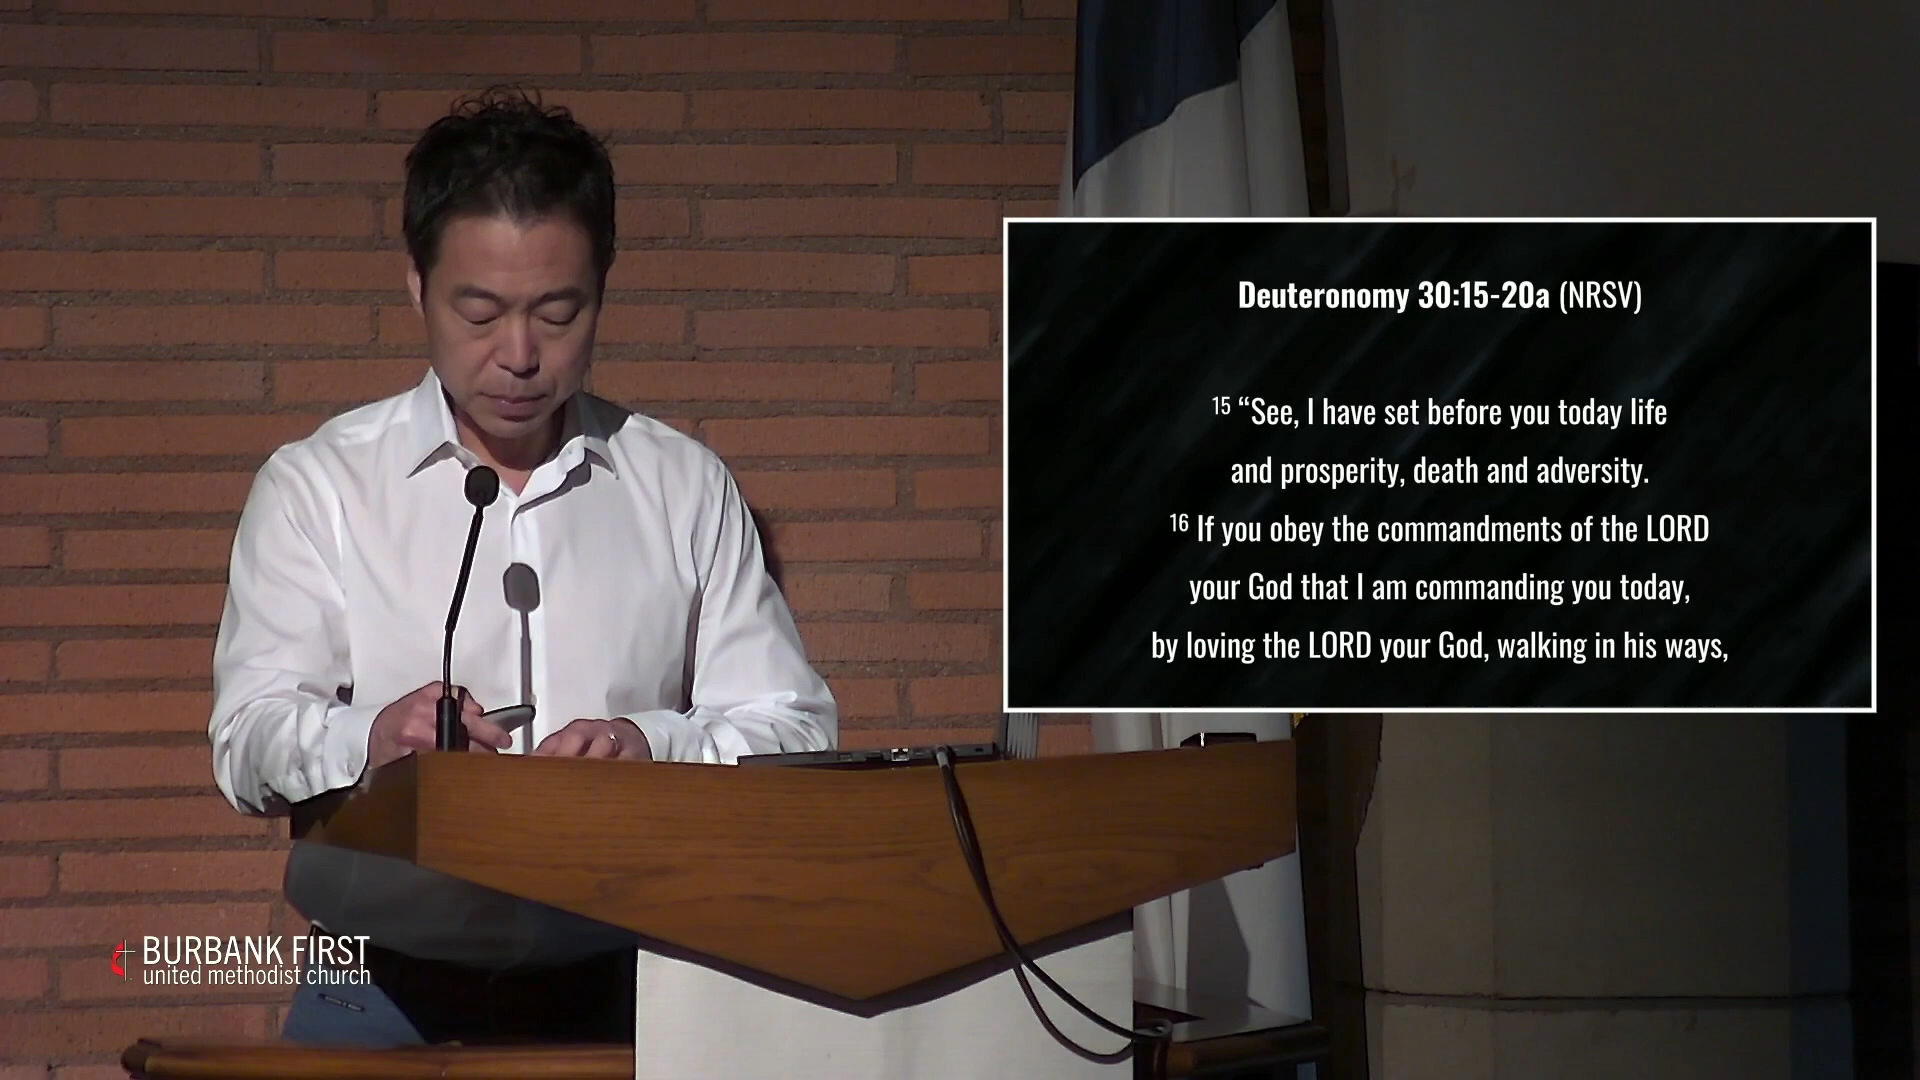 Deuteronomy 30:15-20a (NRSV)
15 “See, I have set before you today life
and prosperity, death and adversity.
16 If you obey the commandments of the LORD
your God that I am commanding you today,
by loving the LORD your God, walking in his ways,
BURBANK FIRST
united methodist church